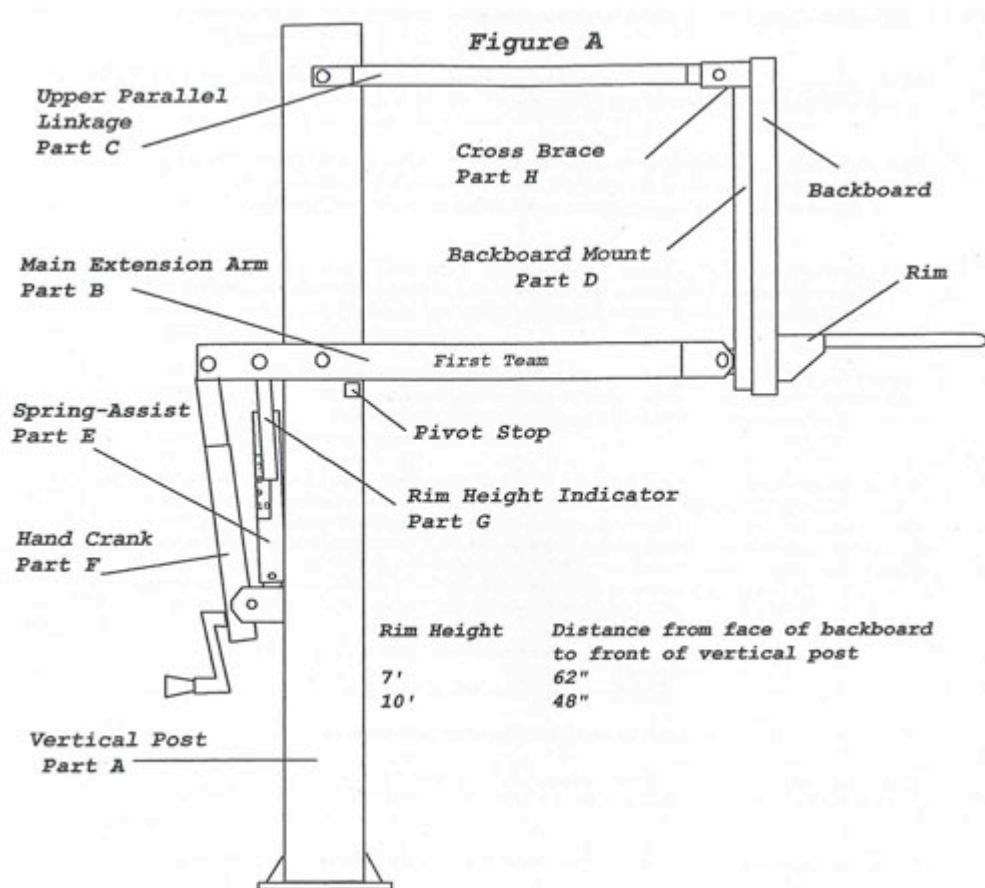 Figure A
Upper Parallel
Linkage
Part C
Cross Brace
Part H
Backboard
Backboard Mount
Part D
Main Extension Arm
Part B
Rim
First Team
Spring-Assist
Part E
Pivot Stop
Rim Height Indicator
Part G
Hand Crank
Part F
10
Rim Height
Distance from face of backboard
to front of vertical post
7'
62"
10'
48"
Vertical Post
Part A